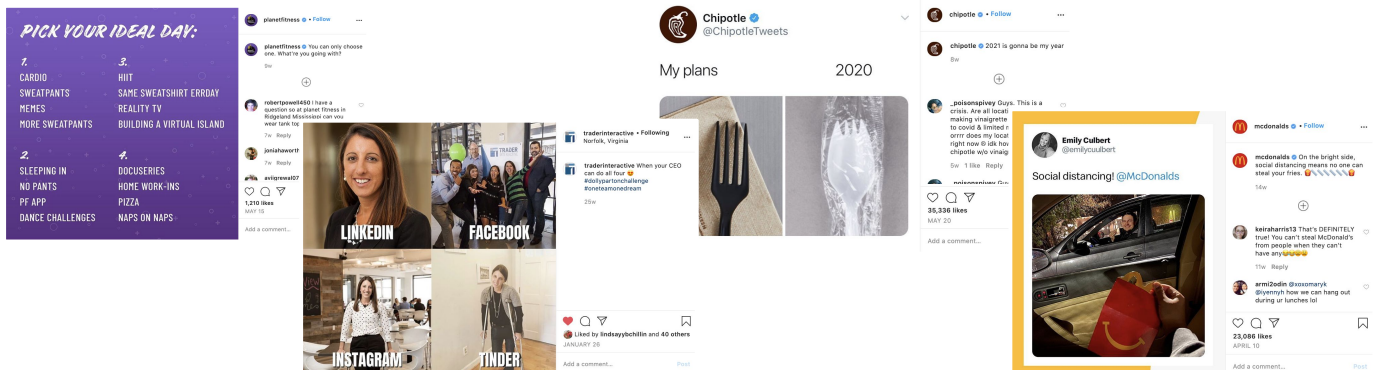 PICK YOUR IDEAL DAY:
1.
CARDIO
SWEATPANTS
MEMES
MORE SWEATPANTS
2.
SLEEPING IN
NO PANTS
PF APP
DANCE CHALLENGES
3.
HIIT
SAME SWEATSHIRT ERRDAY
REALITY TV
BUILDING A VIRTUAL ISLAND
4.
DOCUSERIES
HOME WORK-INS
PIZZA
NAPS ON NAPS
planetfitness • Follow
planetfitness You can only choose
one. What're you going with?
9w
robertpowell450 I have a
question so at planet fitness in
Ridgeland Mississippi can you
wear tank top
7w Reply
joniahaworth
7w Reply
aviigrewal07
1,210 likes
MAY 15
Add a comment...
LINKEDIN
TRADER
FACEBOOK
INSTAGRAM
TINDER
traderinteractive • Following
Norfolk, Virginia
traderinteractive When your CEO
can do all four
#dollypartonchallenge
#oneteamonedream
25w
Liked by lindsayybchillin and 40 others
JANUARY 28
Add a comment...
Post
Chipotle
@ChipotleTweets
My plans
2020
chipotle • Follow
chipotle 2021 is gonna be my year
8w
_poisonspivey Guys. This is a
crisis. Are all locati
making vinaigrette
to covid & limited r
orrrr does my locat
right now @ idk hov
chipotle w/o vinaig
5w 1 like Reply
poisonspivey Guy
35,336 likes
MAY 20
Add a comment...
Emily Culbert
@emilycuulbert
Social distancing! @McDonalds
mcdonalds • Follow
mcdonalds On the bright side,
social distancing means no one can
steal your fries.
14w
keiraharris13 That's DEFINITELY
true! You can't steal McDonald's
from people when they can't
have any
11w Reply
armi2odin @xoxomaryk
@iyennyh how we can hang out
during ur lunches lol
23,086 likes
APRIL 10
Add a comment...
Post